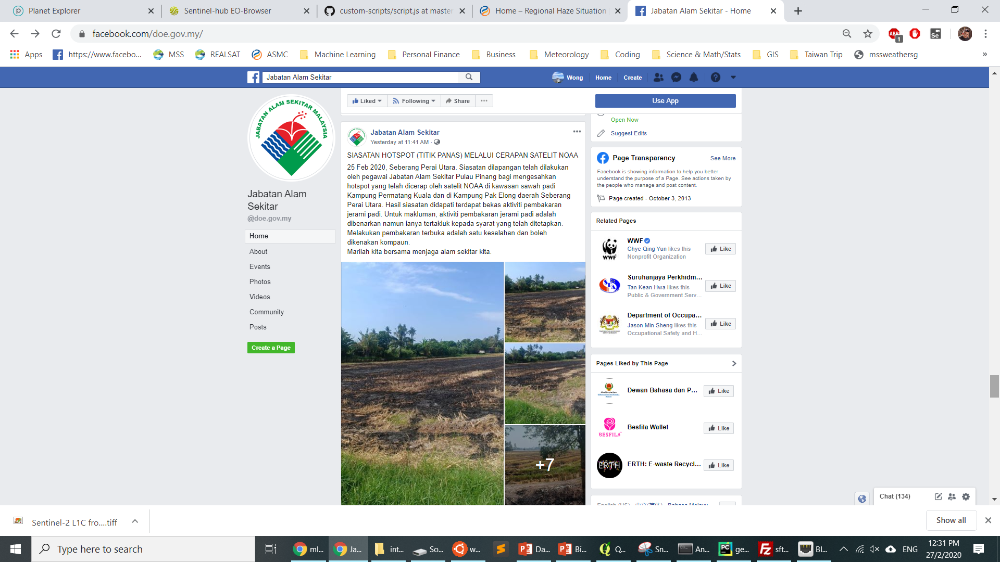 Planet Explorer
Sentinel-hub EO-Browser
custom-scripts/script.js at master
Home – Regional Haze Situation
Jabatan Alam Sekitar - Home
facebook.com/doe.gov.my/
ABP
1
Se
Apps
https://www.facebo...
MSS
REALSAT
ASMC
Machine Learning
Personal Finance
Business
Meteorology
Coding
Science & Math/Stats
GIS
Taiwan Trip
mssweathersg
»
Jabatan Alam Sekitar
Wong
Home
Create
JABATAN ALAM SEKITAR MALAYSIA
Jabatan Alam
Sekitar
@doe.gov.my
Home
About
Events
Photos
Videos
Community
Posts
Create a Page
Liked
Following
Share
Use App
Jabatan Alam Sekitar
Yesterday at 11:41 AM ·
SIASATAN HOTSPOT (TITIK PANAS) MELALUI CERAPAN SATELIT NOAA
25 Feb 2020, Seberang Perai Utara. Siasatan dilapangan telah dilakukan
oleh pegawai Jabatan Alam Sekitar Pulau Pinang bagi mengesahkan
hotspot yang telah dicerap oleh satelit NOAA di kawasan sawah padi
Kampung Permatang Kuala dan di Kampung Pak Elong daerah Seberang
Perai Utara. Hasil siasatan didapati terdapat bekas aktiviti pembakaran
jerami padi. Untuk makluman, aktiviti pembakaran jerami padi adalah
dibenarkan namun ianya tertakluk kepada syarat yang telah ditetapkan.
Melakukan pembakaran terbuka adalah satu kesalahan dan boleh
dikenakan kompaun.
Marilah kita bersama menjaga alam sekitar kita.
+7
Open Now
Suggest Edits
Page Transparency
See More
Facebook is showing information to help you better
understand the purpose of a Page. See actions taken by
the people who manage and post content.
Page created - October 3, 2013
Related Pages
WWF
WWF
Chye Qing Yun likes this
Nonprofit Organization
Like
Suruhanjaya Perkhidm...
Tan Kean Hwa likes this
Public & Government Serv...
Like
Department of Occupa...
Jason Min Sheng likes this
Occupational Safety and H...
Like
Pages Liked by This Page
Dewan Bahasa dan P...
Like
BESFILA
Besfila Wallet
Like
ERTH
ERTH: E-waste Recycl...
Like
English (US) · 中文(简体) · Bahasa Melayu
Chat (134)
Sentinel-2 L1C fro....tiff
Show all
Type here to search
ml...
Ja...
int...
So...
w...
Da...
Bi...
Q...
Sn...
An...
ge...
sft...
Bl...
ENG
12:31 PM
27/2/2020